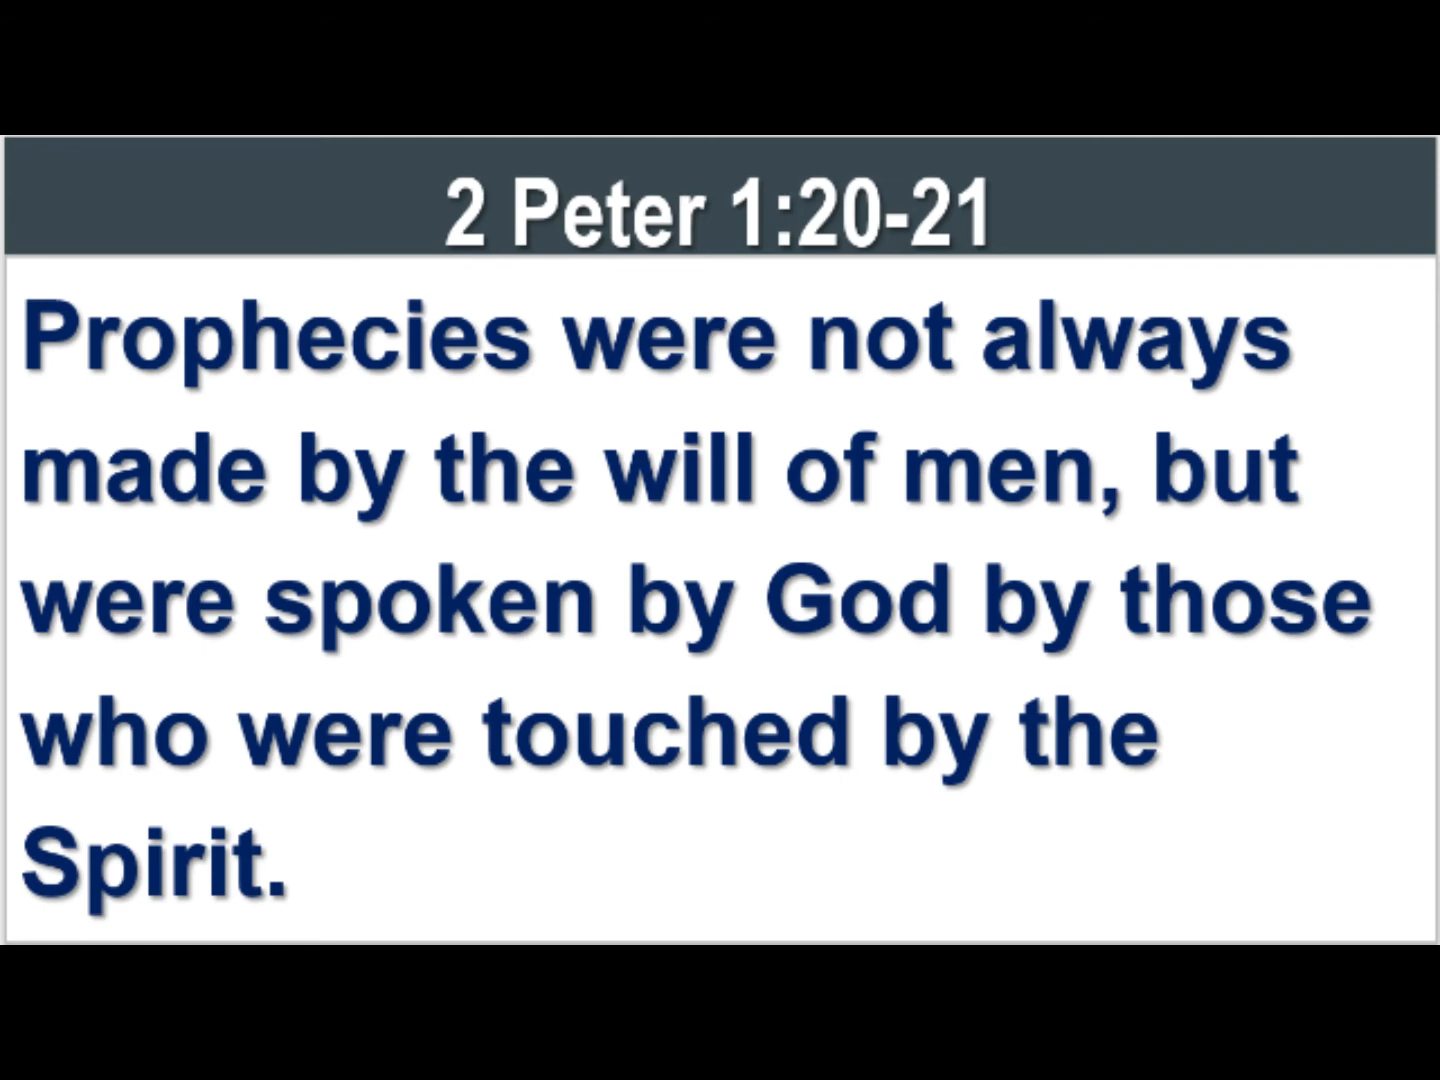 2 Peter 1:20-21
Prophecies were not always
made by the will of men, but
were spoken by God by those
who were touched by the
Spirit.